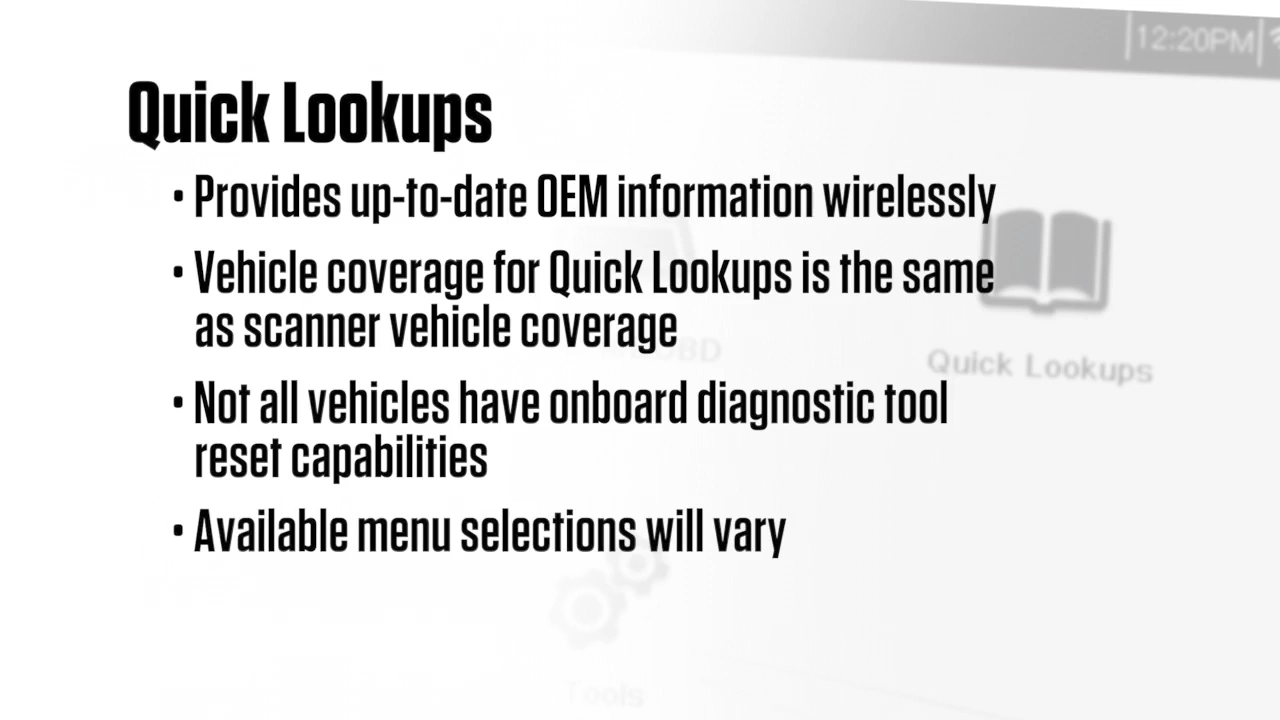 12:20PM
Quick Lookups
• Provides up-to-date OEM information wirelessly
• Vehicle coverage for Quick Lookups is the same
as scanner vehicle coverage
OBD
Quick Lookups
• Not all vehicles have onboard diagnostic tool
reset capabilities
• Available menu selections will vary
Tools